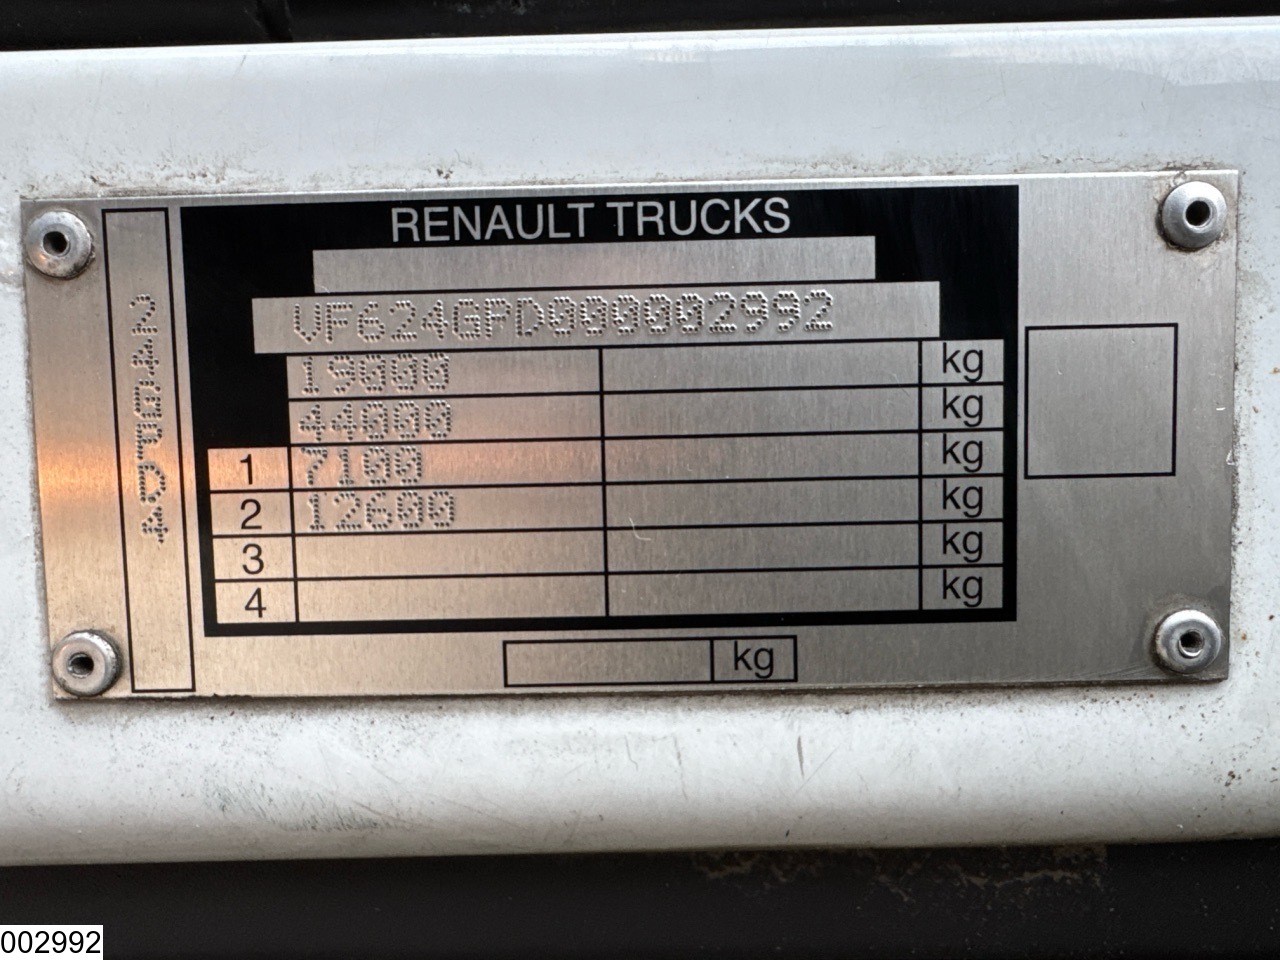 RENAULT TRUCKS
VF624GPD000002992
19000 kg
44000 kg
1 7100 kg
2 12600 kg
3 kg
4 kg
kg
002992